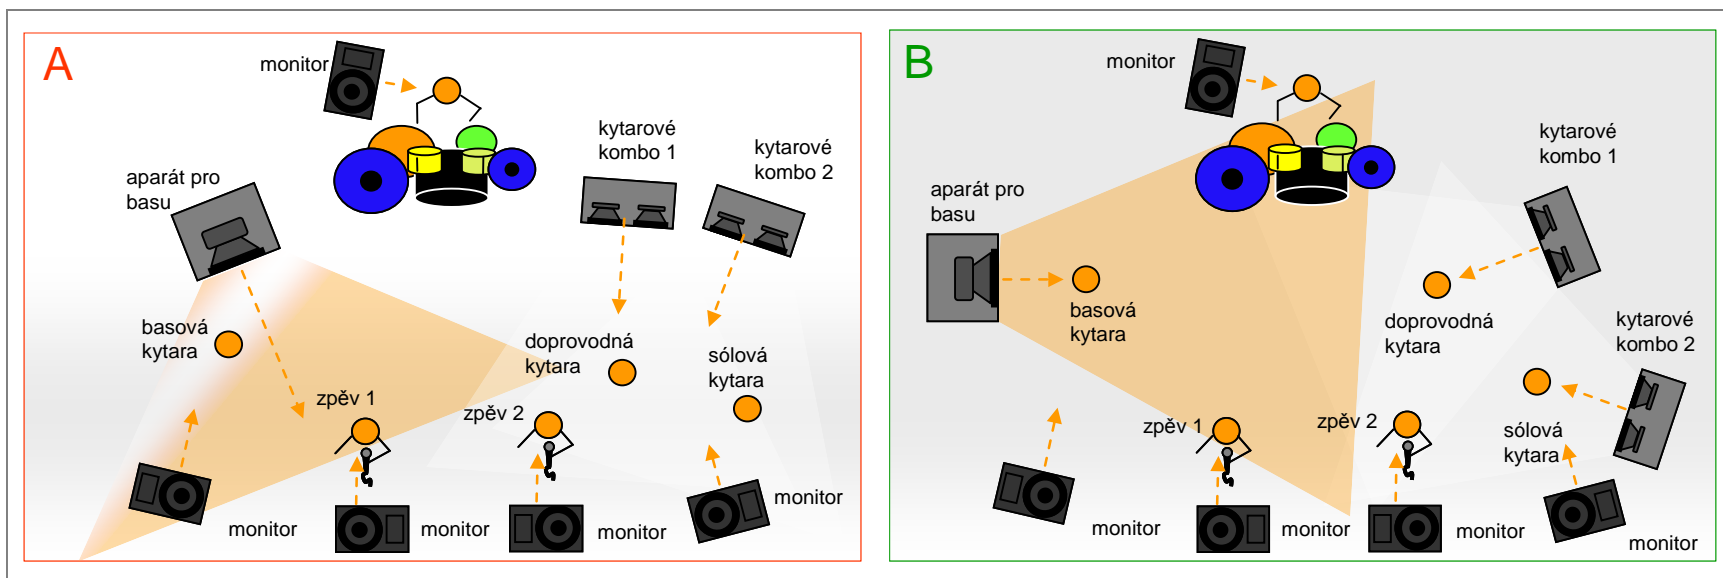 A
monitor
kytarové
kombo 1
kytarové
kombo 2
aparát pro
basu
basová
kytara
doprovodná
kytara
sólová
kytara
zpěv 1
zpěv 2
monitor
monitor
monitor
monitor
B
monitor
kytarové
kombo 1
aparát pro
basu
basová
kytara
doprovodná
kytara
kytarové
kombo 2
zpěv 1
zpěv 2
sólová
kytara
monitor
monitor
monitor
monitor